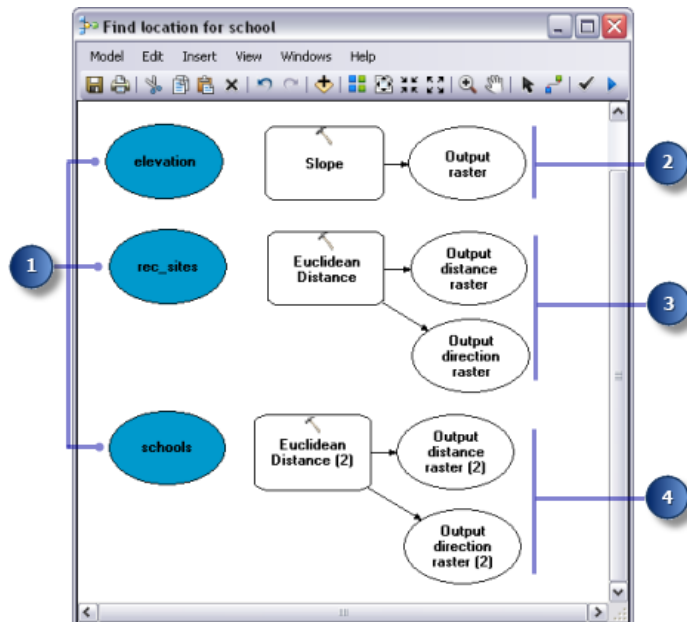 Find location for school
Model Edit Insert View Windows Help
elevation
Slope
Output
raster
2
1
rec_sites
Euclidean
Distance
Output
distance
raster
3
Output
direction
raster
schools
Euclidean
Distance (2)
Output
distance
raster (2)
4
Output
direction
raster (2)